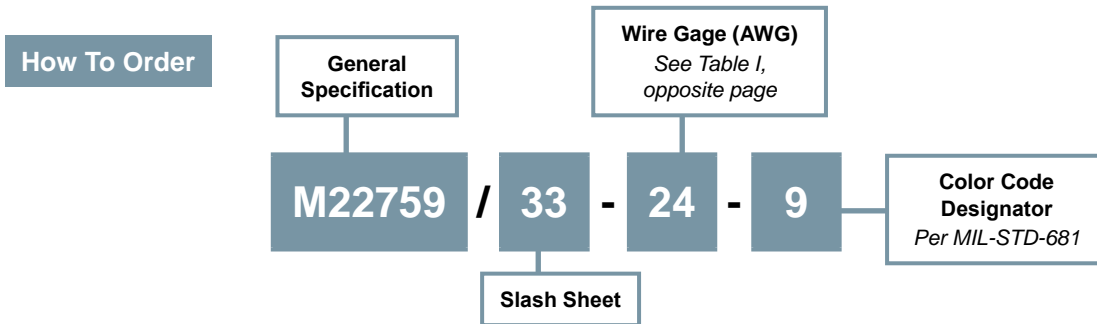 How To Order
General
Specification
Wire Gage (AWG)
See Table I,
opposite page
M22759 / 33 - 24 - 9
Color Code
Designator
Per MIL-STD-681
Slash Sheet